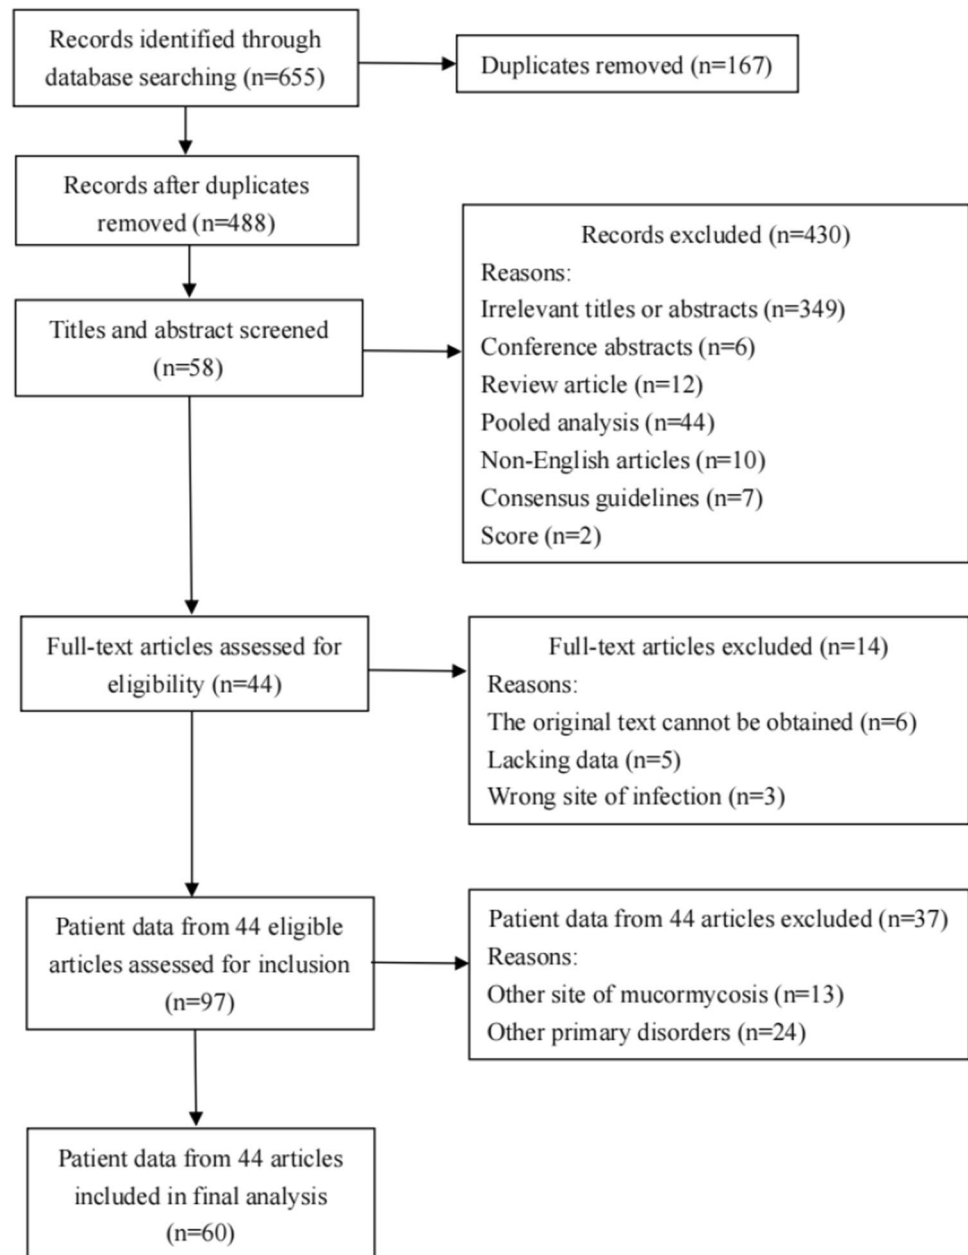 Records identified through
database searching (n=655)
Duplicates removed (n=167)
Records after duplicates
removed (n=488)
Records excluded (n=430)
Reasons:
Irrelevant titles or abstracts (n=349)
Conference abstracts (n=6)
Review article (n=12)
Pooled analysis (n=44)
Non-English articles (n=10)
Consensus guidelines (n=7)
Score (n=2)
Titles and abstract screened
(n=58)
Full-text articles assessed for
eligibility (n=44)
Full-text articles excluded (n=14)
Reasons:
The original text cannot be obtained (n=6)
Lacking data (n=5)
Wrong site of infection (n=3)
Patient data from 44 eligible
articles assessed for inclusion
(n=97)
Patient data from 44 articles excluded (n=37)
Reasons:
Other site of mucormycosis (n=13)
Other primary disorders (n=24)
Patient data from 44 articles
included in final analysis
(n=60)